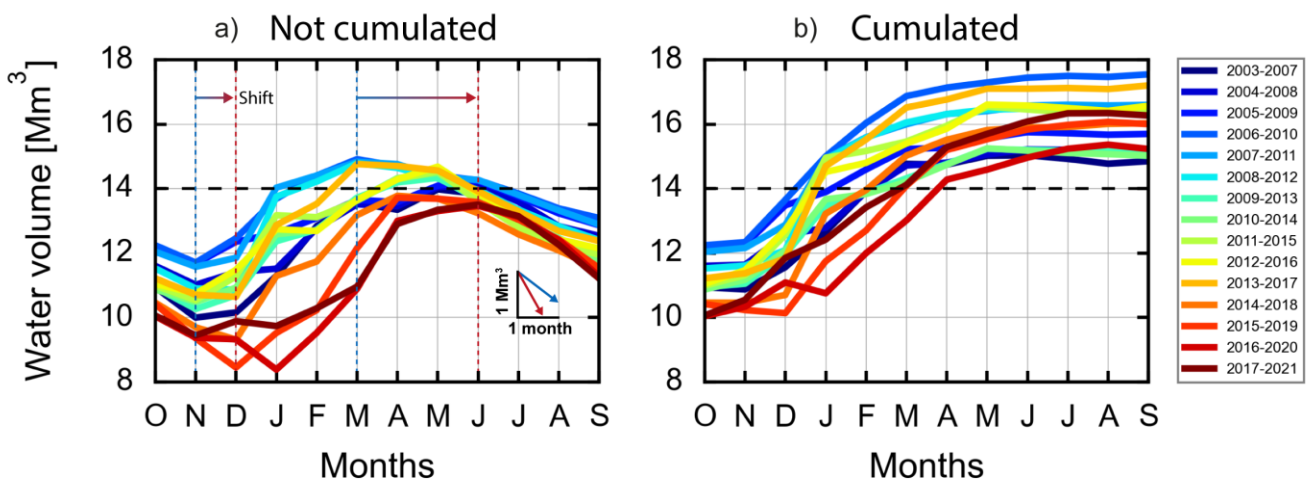 a) Not cumulated
b) Cumulated
Water volume [Mm³]
18
16
14
12
10
8
Shift
1 Mm³
1 month
O N D J F M A M J J A S
Months
18
16
14
12
10
8
O N D J F M A M J J A S
Months
2003-2007
2004-2008
2005-2009
2006-2010
2007-2011
2008-2012
2009-2013
2010-2014
2011-2015
2012-2016
2013-2017
2014-2018
2015-2019
2016-2020
2017-2021